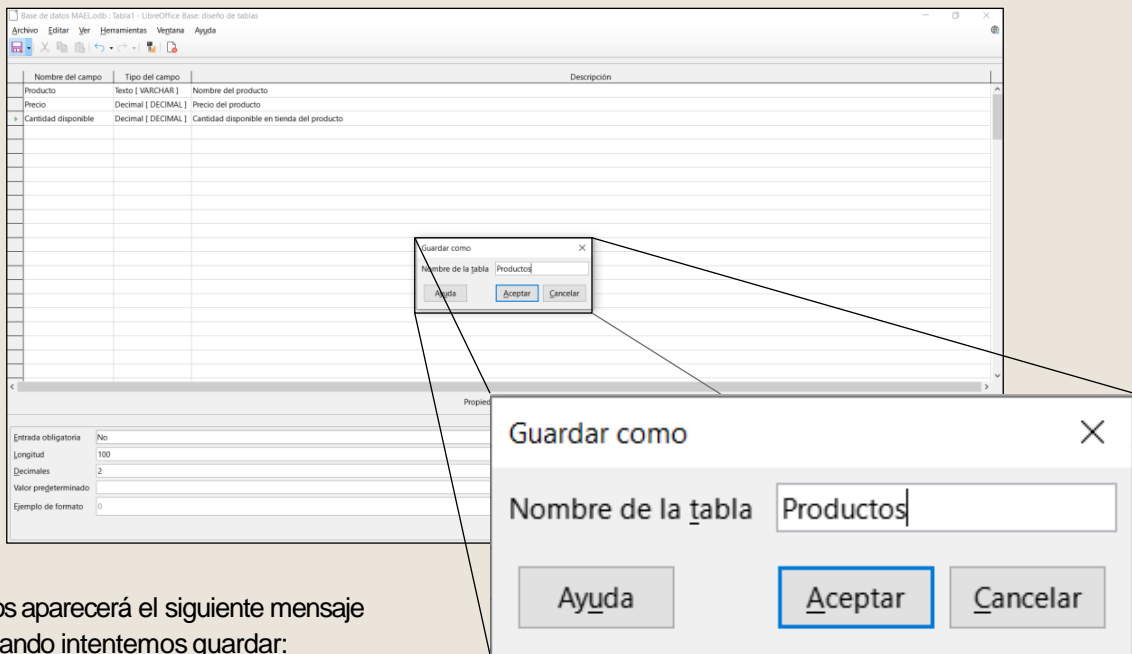 Base de datos MAEL.odb : Tabla1 - LibreOffice Base: diseño de tablas
Archivo Editar Ver Herramientas Ventana Ayuda
Nombre del campo Tipo del campo Descripción
Producto Texto [ VARCHAR ] Nombre del producto
Precio Decimal [ DECIMAL ] Precio del producto
Cantidad disponible Decimal [ DECIMAL ] Cantidad disponible en tienda del producto
Guardar como
Nombre de la tabla Productos
Ayuda Aceptar Cancelar
Propied
Entrada obligatoria No
Longitud 100
Decimales 2
Valor predeterminado
Ejemplo de formato 0
Guardar como
Nombre de la tabla Productos
Ayuda Aceptar Cancelar
os aparecerá el siguiente mensaje
ando intentemos guardar: